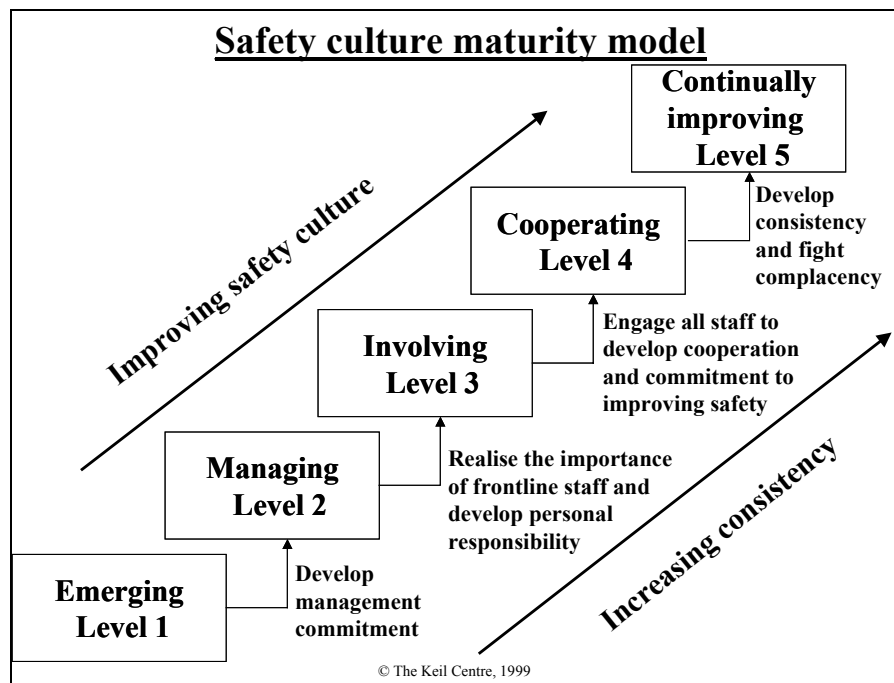 Safety culture maturity model
Continually
improving
Level 5
Improving safety culture
Cooperating
Level 4
Develop
consistency
and fight
complacency
Involving
Level 3
Engage all staff to
develop cooperation
and commitment to
improving safety
Managing
Level 2
Realise the importance
of frontline staff and
develop personal
responsibility
Increasing consistency
Emerging
Level 1
Develop
management
commitment
© The Keil Centre, 1999